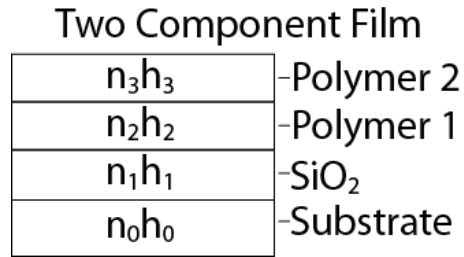 Two Component Film
n₃h₃ -Polymer 2
n₂h₂ -Polymer 1
n₁h₁ -SiO₂
n₀h₀ -Substrate